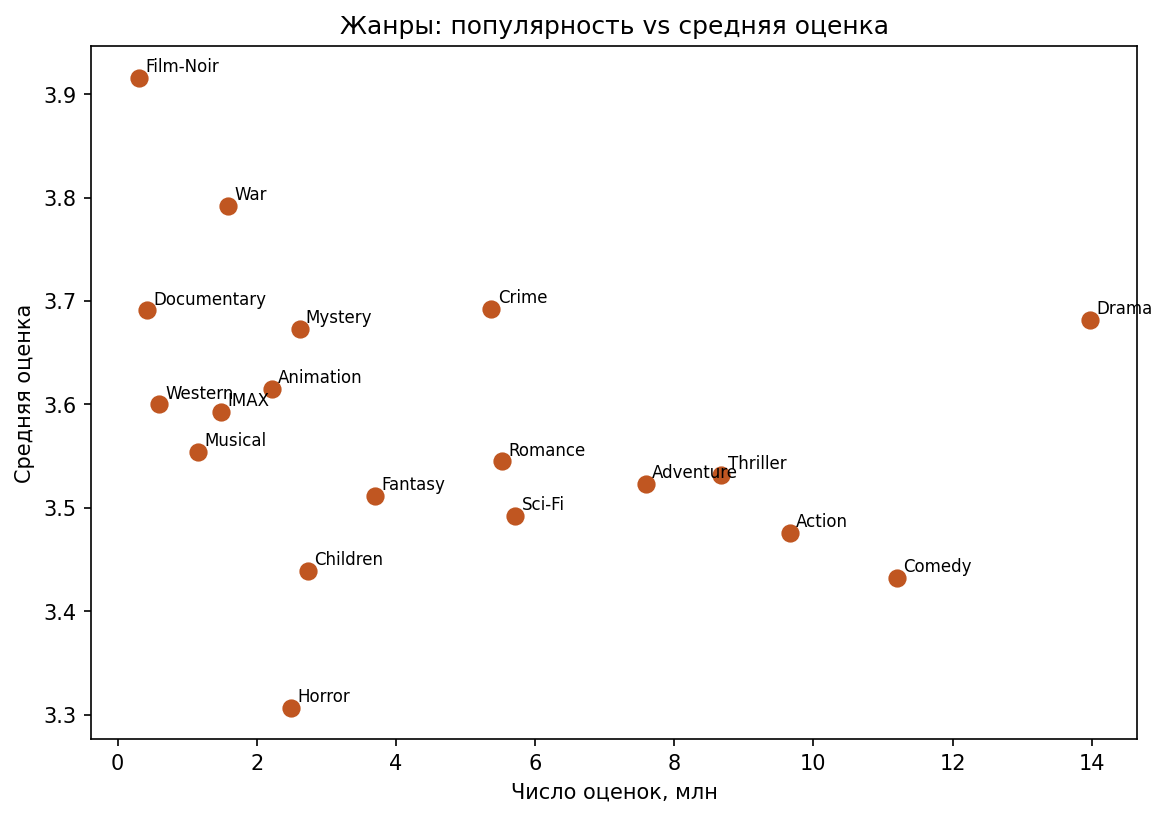 Жанры: популярность vs средняя оценка
Средняя оценка
3.9
3.8
3.7
3.6
3.5
3.4
3.3
Film-Noir
War
Documentary
Crime
Drama
Mystery
Animation
Western
IMAX
Musical
Romance
Thriller
Adventure
Fantasy
Sci-Fi
Action
Children
Comedy
Horror
0 2 4 6 8 10 12 14
Число оценок, млн